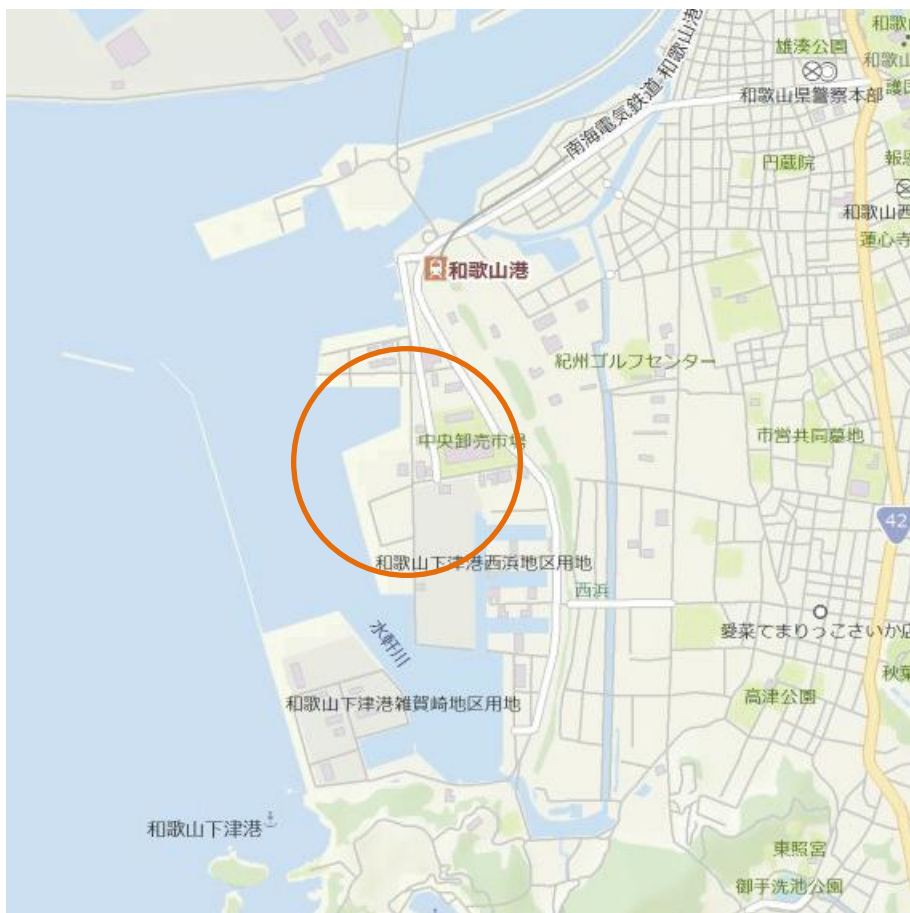 和歌山
雄湊公園
和歌山
和歌山県警察本部
護国
南海電気鉄道・和歌山港
円蔵院
報恩
和歌山西
蓮心寺
和歌山港
紀州ゴルフセンター
中央卸売市場
市営共同墓地
42
和歌山下津港西浜地区用地
西浜
愛菜てまりっこさいか店
水軒川
秋葉
高津公園
和歌山下津港雑賀崎地区用地
和歌山下津港
東照宮
御手洗池公園